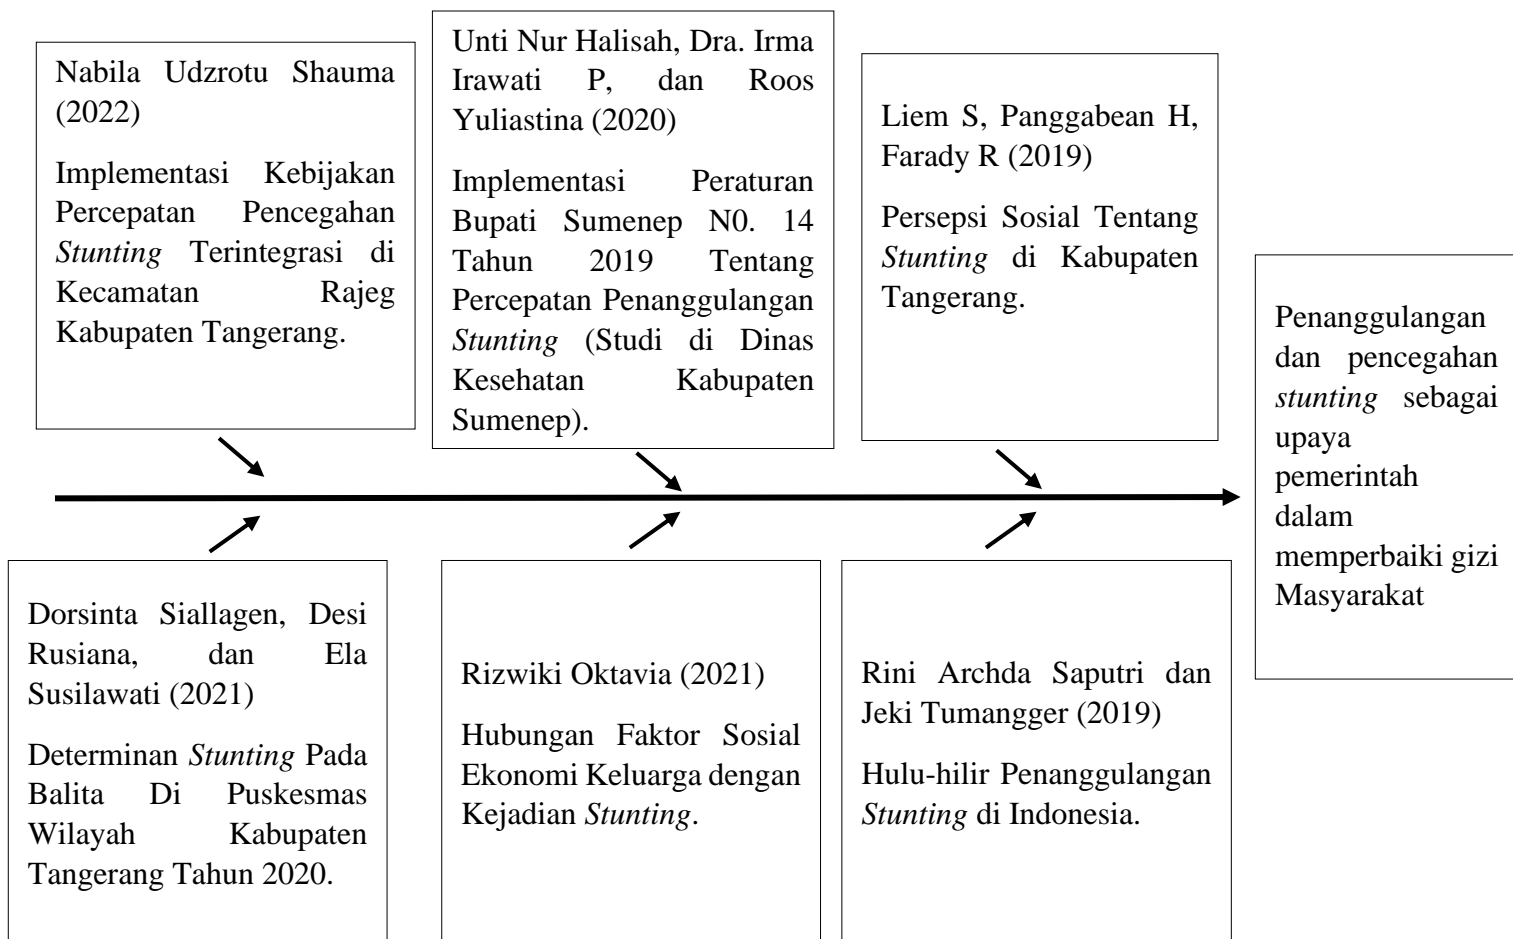 Nabila Udzrotu Shauma
(2022)
Implementasi Kebijakan
Percepatan Pencegahan
Stunting Terintegrasi di
Kecamatan Rajeg
Kabupaten Tangerang.
Unti Nur Halisah, Dra. Irma
Irawati P, dan Roos
Yuliastina (2020)
Implementasi Peraturan
Bupati Sumenep N0. 14
Tahun 2019 Tentang
Percepatan Penanggulangan
Stunting (Studi di Dinas
Kesehatan Kabupaten
Sumenep).
Liem S, Panggabean H,
Farady R (2019)
Persepsi Sosial Tentang
Stunting di Kabupaten
Tangerang.
Penanggulangan
dan pencegahan
stunting sebagai
upaya
pemerintah
dalam
memperbaiki gizi
Masyarakat
Dorsinta Siallagen, Desi
Rusiana, dan Ela
Susilawati (2021)
Determinan Stunting Pada
Balita Di Puskesmas
Wilayah Kabupaten
Tangerang Tahun 2020.
Rizwiki Oktavia (2021)
Hubungan Faktor Sosial
Ekonomi Keluarga dengan
Kejadian Stunting.
Rini Archda Saputri dan
Jeki Tumangger (2019)
Hulu-hilir Penanggulangan
Stunting di Indonesia.